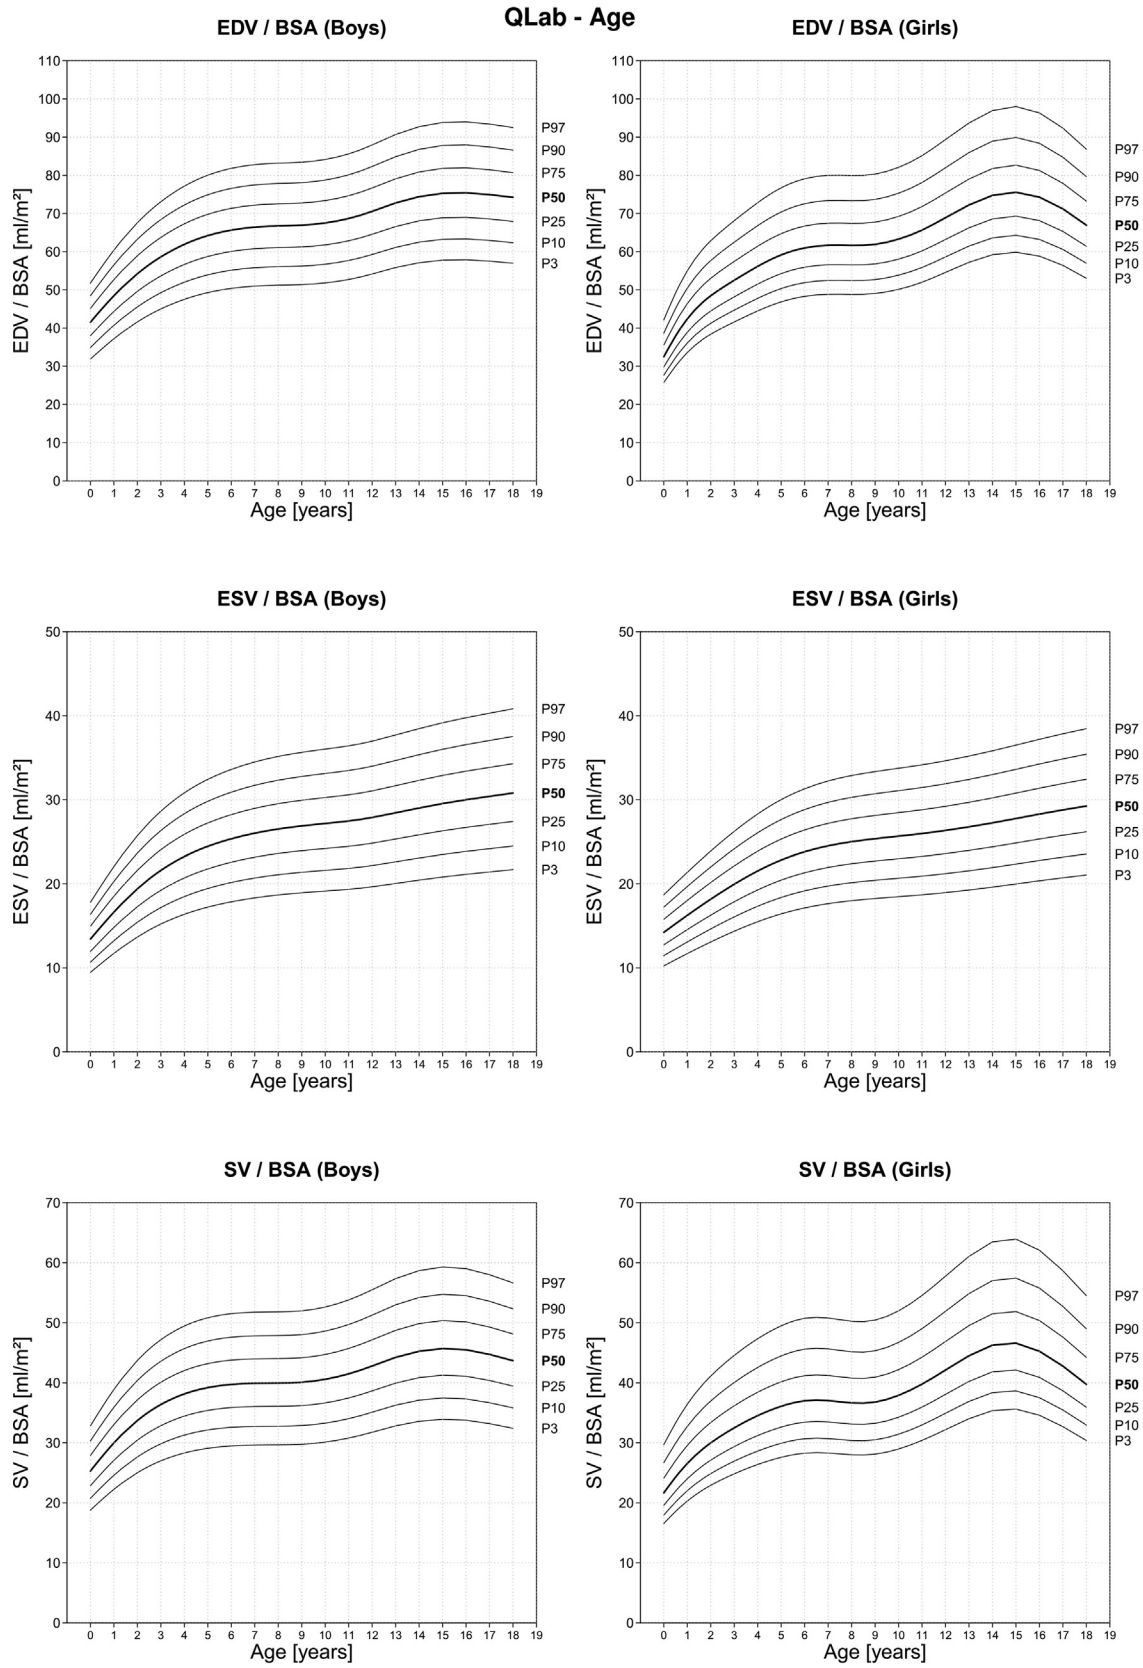 QLab - Age
EDV / BSA (Boys)
EDV / BSA [ml/m²]
110
100
90
80
70
60
50
40
30
20
10
0
P97
P90
P75
P50
P25
P10
P3
0 1 2 3 4 5 6 7 8 9 10 11 12 13 14 15 16 17 18 19
Age [years]
EDV / BSA (Girls)
EDV / BSA [ml/m²]
110
100
90
80
70
60
50
40
30
20
10
0
P97
P90
P75
P50
P25
P10
P3
0 1 2 3 4 5 6 7 8 9 10 11 12 13 14 15 16 17 18 19
Age [years]
ESV / BSA (Boys)
ESV / BSA [ml/m²]
50
40
30
20
10
0
P97
P90
P75
P50
P25
P10
P3
0 1 2 3 4 5 6 7 8 9 10 11 12 13 14 15 16 17 18 19
Age [years]
ESV / BSA (Girls)
ESV / BSA [ml/m²]
50
40
30
20
10
0
P97
P90
P75
P50
P25
P10
P3
0 1 2 3 4 5 6 7 8 9 10 11 12 13 14 15 16 17 18 19
Age [years]
SV / BSA (Boys)
SV / BSA [ml/m²]
70
60
50
40
30
20
10
0
P97
P90
P75
P50
P25
P10
P3
0 1 2 3 4 5 6 7 8 9 10 11 12 13 14 15 16 17 18 19
Age [years]
SV / BSA (Girls)
SV / BSA [ml/m²]
70
60
50
40
30
20
10
0
P97
P90
P75
P50
P25
P10
P3
0 1 2 3 4 5 6 7 8 9 10 11 12 13 14 15 16 17 18 19
Age [years]